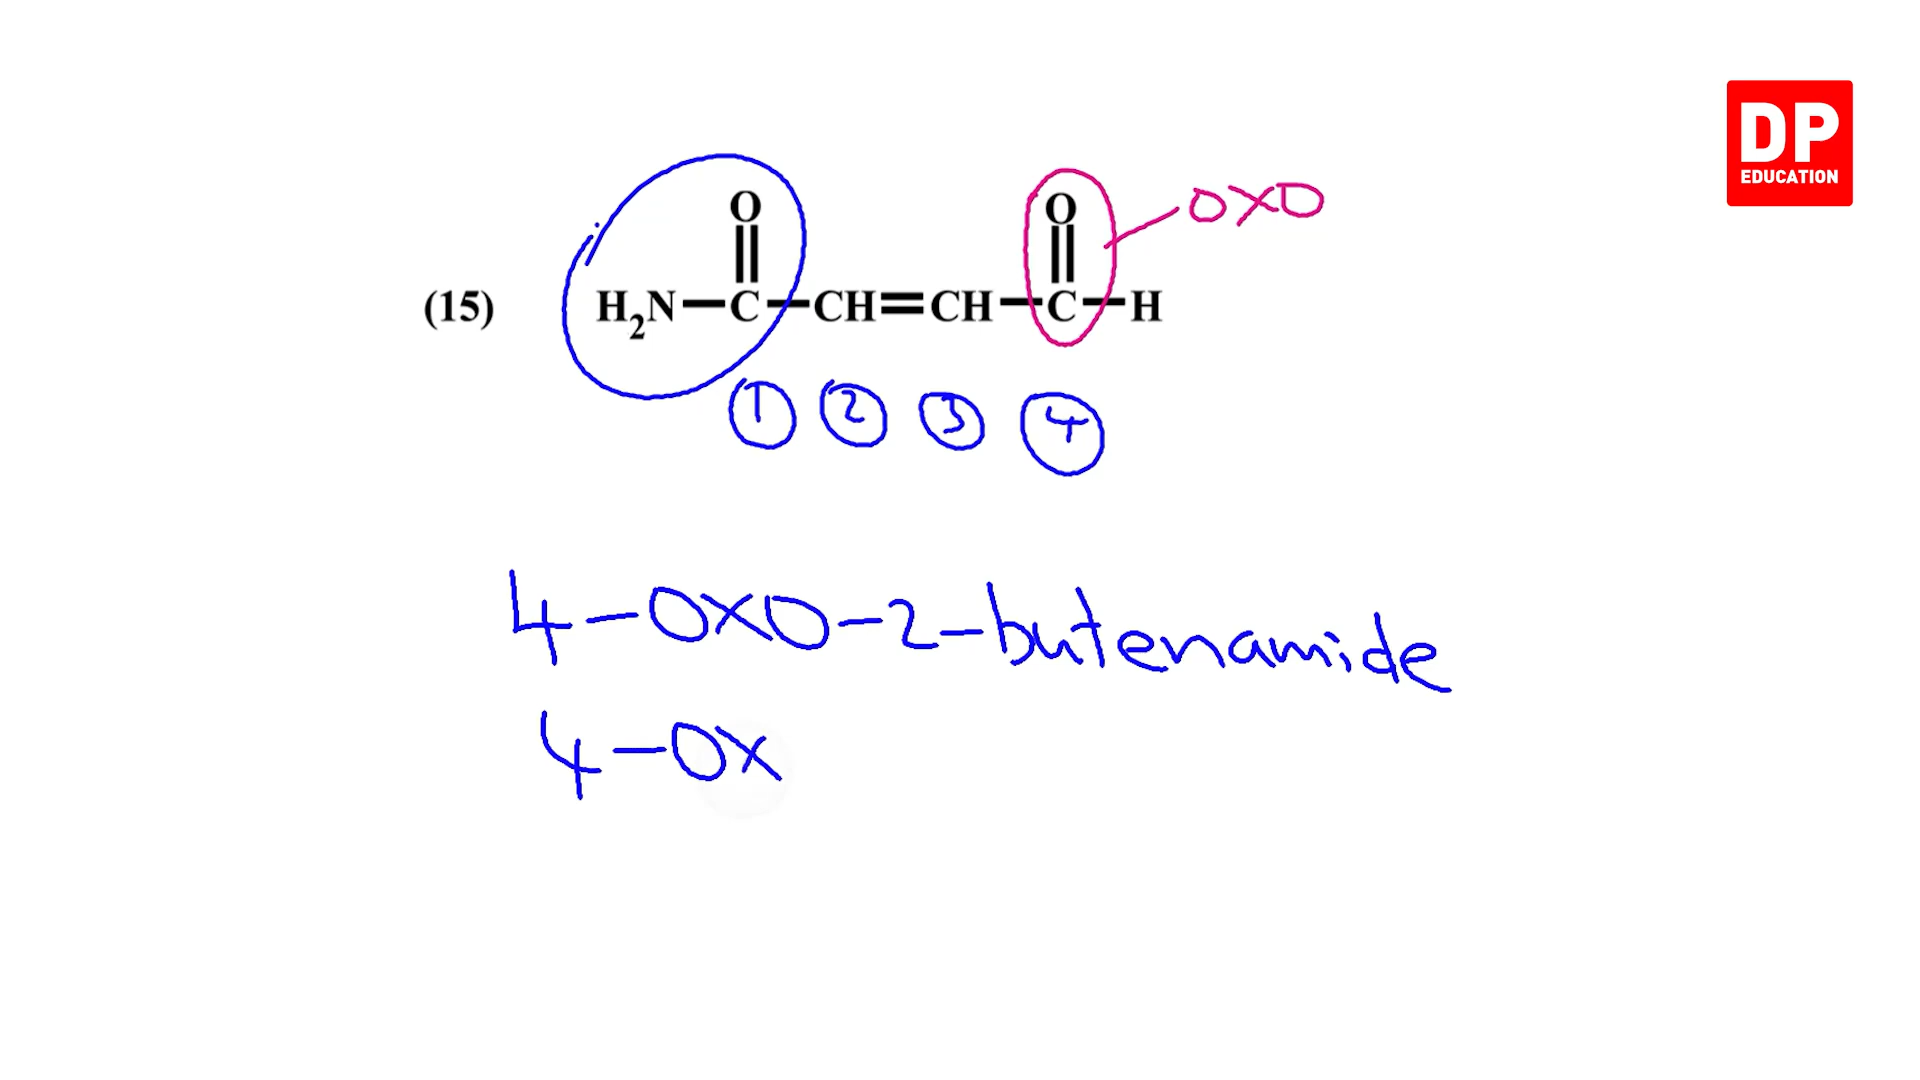 DP
EDUCATION
O O OXO
(15) H₂N—C—CH=CH—C—H
1 2 3 4
4-OXO-2-butenamide
4-OX